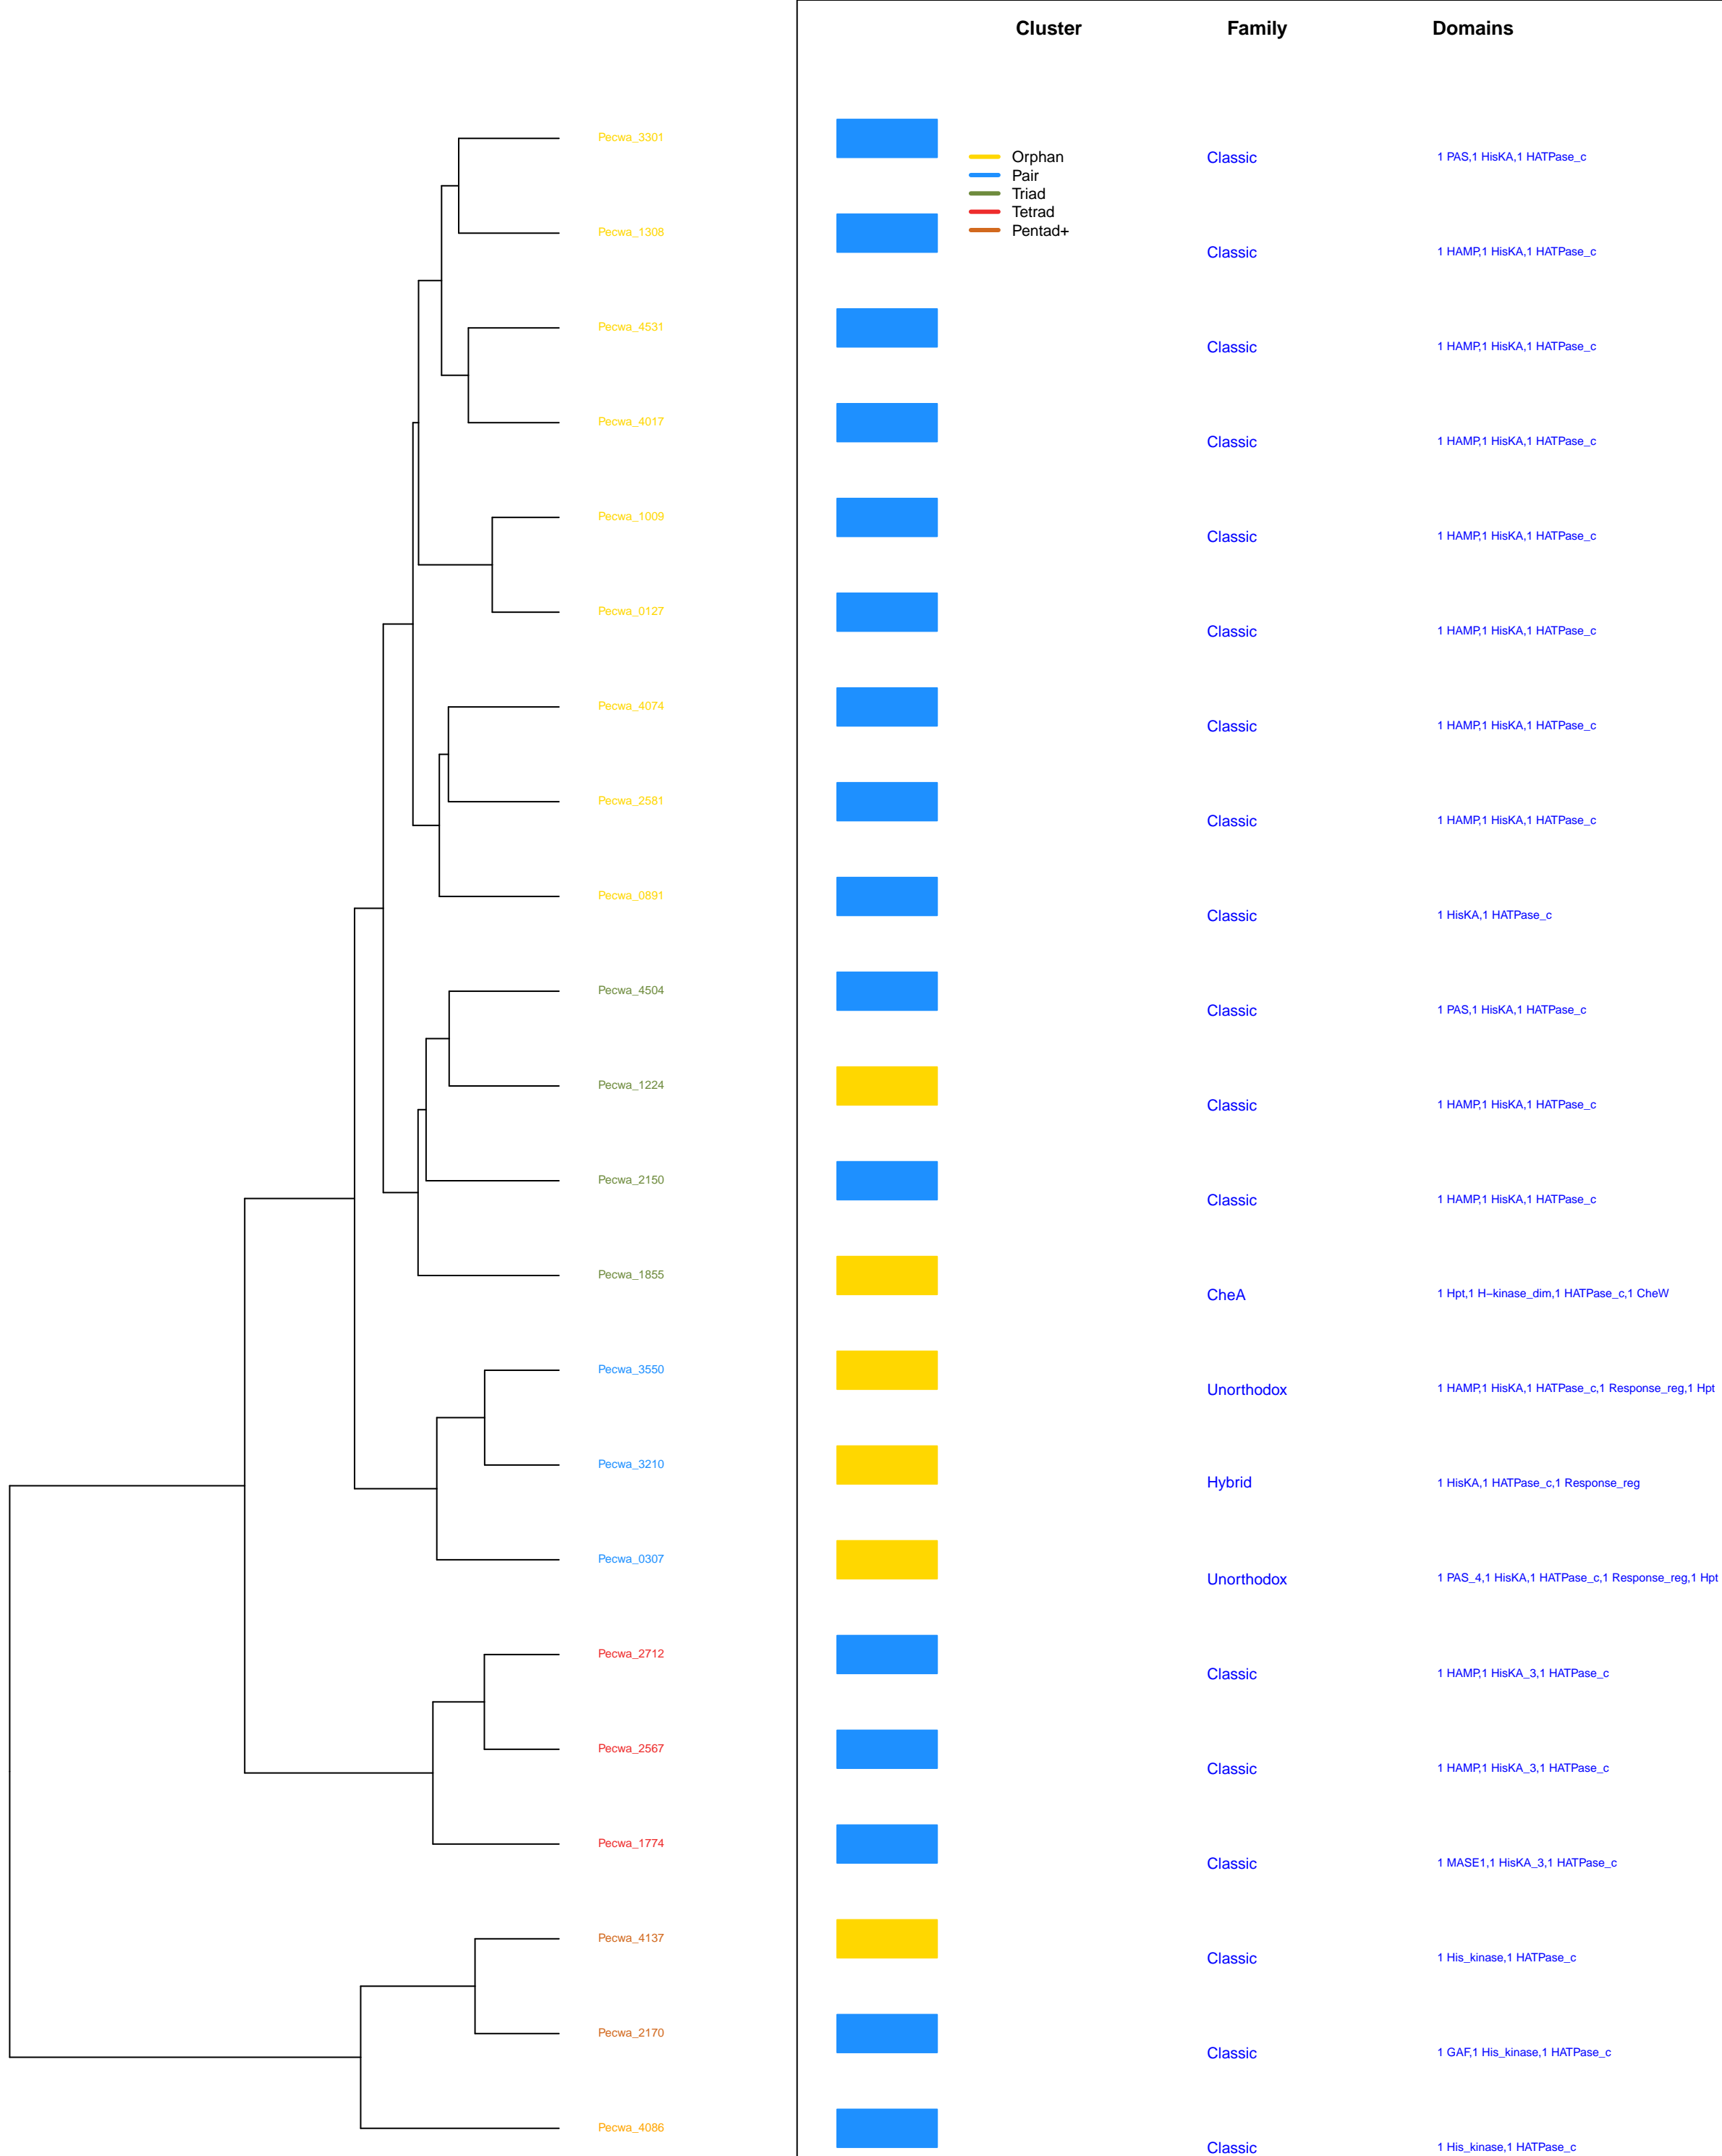 Cluster Family Domains
Pecwa_3301
Orphan
Classic 1 PAS,1 HisKA,1 HATPase_c
Pair
Triad
Tetrad
Pecwa_1308 Pentad+
Classic 1 HAMP,1 HisKA,1 HATPase_c
Pecwa_4531
Classic 1 HAMP,1 HisKA,1 HATPase_c
Pecwa_4017
Classic 1 HAMP,1 HisKA,1 HATPase_c
Pecwa_1009
Classic 1 HAMP,1 HisKA,1 HATPase_c
Pecwa_0127
Classic 1 HAMP,1 HisKA,1 HATPase_c
Pecwa_4074
Classic 1 HAMP,1 HisKA,1 HATPase_c
Pecwa_2581
Classic 1 HAMP,1 HisKA,1 HATPase_c
Pecwa_0891
Classic 1 HisKA,1 HATPase_c
Pecwa_4504
Classic 1 PAS,1 HisKA,1 HATPase_c
Pecwa_1224
Classic 1 HAMP,1 HisKA,1 HATPase_c
Pecwa_2150
Classic 1 HAMP,1 HisKA,1 HATPase_c
Pecwa_1855
CheA 1 Hpt,1 H−kinase_dim,1 HATPase_c,1 CheW
Pecwa_3550
Unorthodox 1 HAMP,1 HisKA,1 HATPase_c,1 Response_reg,1 Hpt
Pecwa_3210
Hybrid 1 HisKA,1 HATPase_c,1 Response_reg
Pecwa_0307
Unorthodox 1 PAS_4,1 HisKA,1 HATPase_c,1 Response_reg,1 Hpt
Pecwa_2712
Classic 1 HAMP,1 HisKA_3,1 HATPase_c
Pecwa_2567
Classic 1 HAMP,1 HisKA_3,1 HATPase_c
Pecwa_1774
Classic 1 MASE1,1 HisKA_3,1 HATPase_c
Pecwa_4137
Classic 1 His_kinase,1 HATPase_c
Pecwa_2170
Classic 1 GAF,1 His_kinase,1 HATPase_c
Pecwa_4086
Classic 1 His_kinase,1 HATPase_c